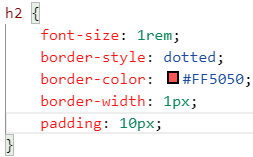 h2 {
    font-size: 1rem;
    border-style: dotted;
    border-color: #FF5050;
    border-width: 1px;
    padding: 10px;
}